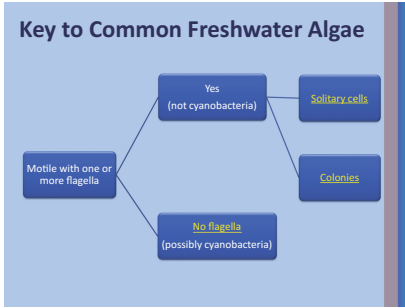 Key to Common Freshwater Algae
Yes
(not cyanobacteria)
Solitary cells
Motile with one or
more flagella
Colonies
No flagella
(possibly cyanobacteria)